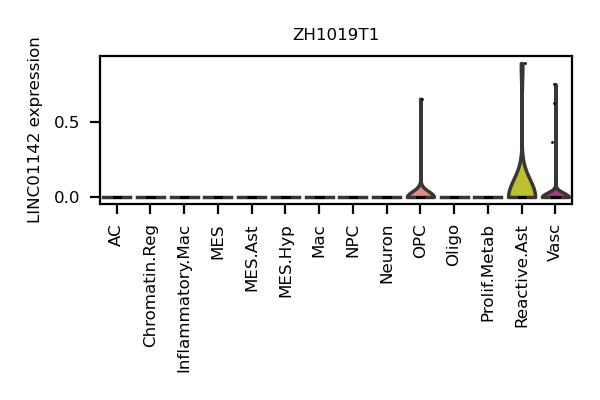 ZH1019T1
LINC01142 expression
0.5
0.0
AC
Chromatin.Reg
Inflammatory.Mac
MES
MES.Ast
MES.Hyp
Mac
NPC
Neuron
OPC
Oligo
Prolif.Metab
Reactive.Ast
Vasc